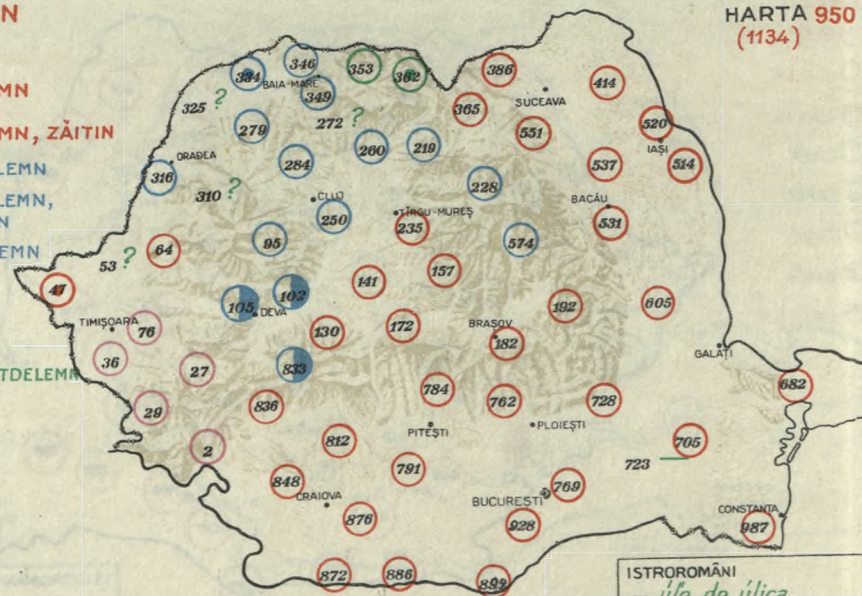 N
HARTA 950
(1134)
MN
MN, ZĂITIN
LEMN
LEMN,
N
EMN
TDELEMN
346
334
BAIA-MARE
353
362
386
414
349
325 ?
272 ?
365
SUCEAVA
520
279
551
IAȘI
260
219
ORADEA
284
537
514
316
228
310 ?
CLUJ
BACĂU
250
TÎRGU-MUREȘ
531
235
95
574
64
53 ?
157
141
47
102
105
DEVA
192
605
TIMIȘOARA
76
130
172
BRAȘOV
182
GALAȚI
36
27
833
682
784
762
728
29
836
PITEȘTI
PLOIEȘTI
812
705
2
791
723
848
769
CRAIOVA
BUCUREȘTI
876
928
CONSTANȚA
987
872
886
899
ISTROROMÂNI
úl'e de úlica